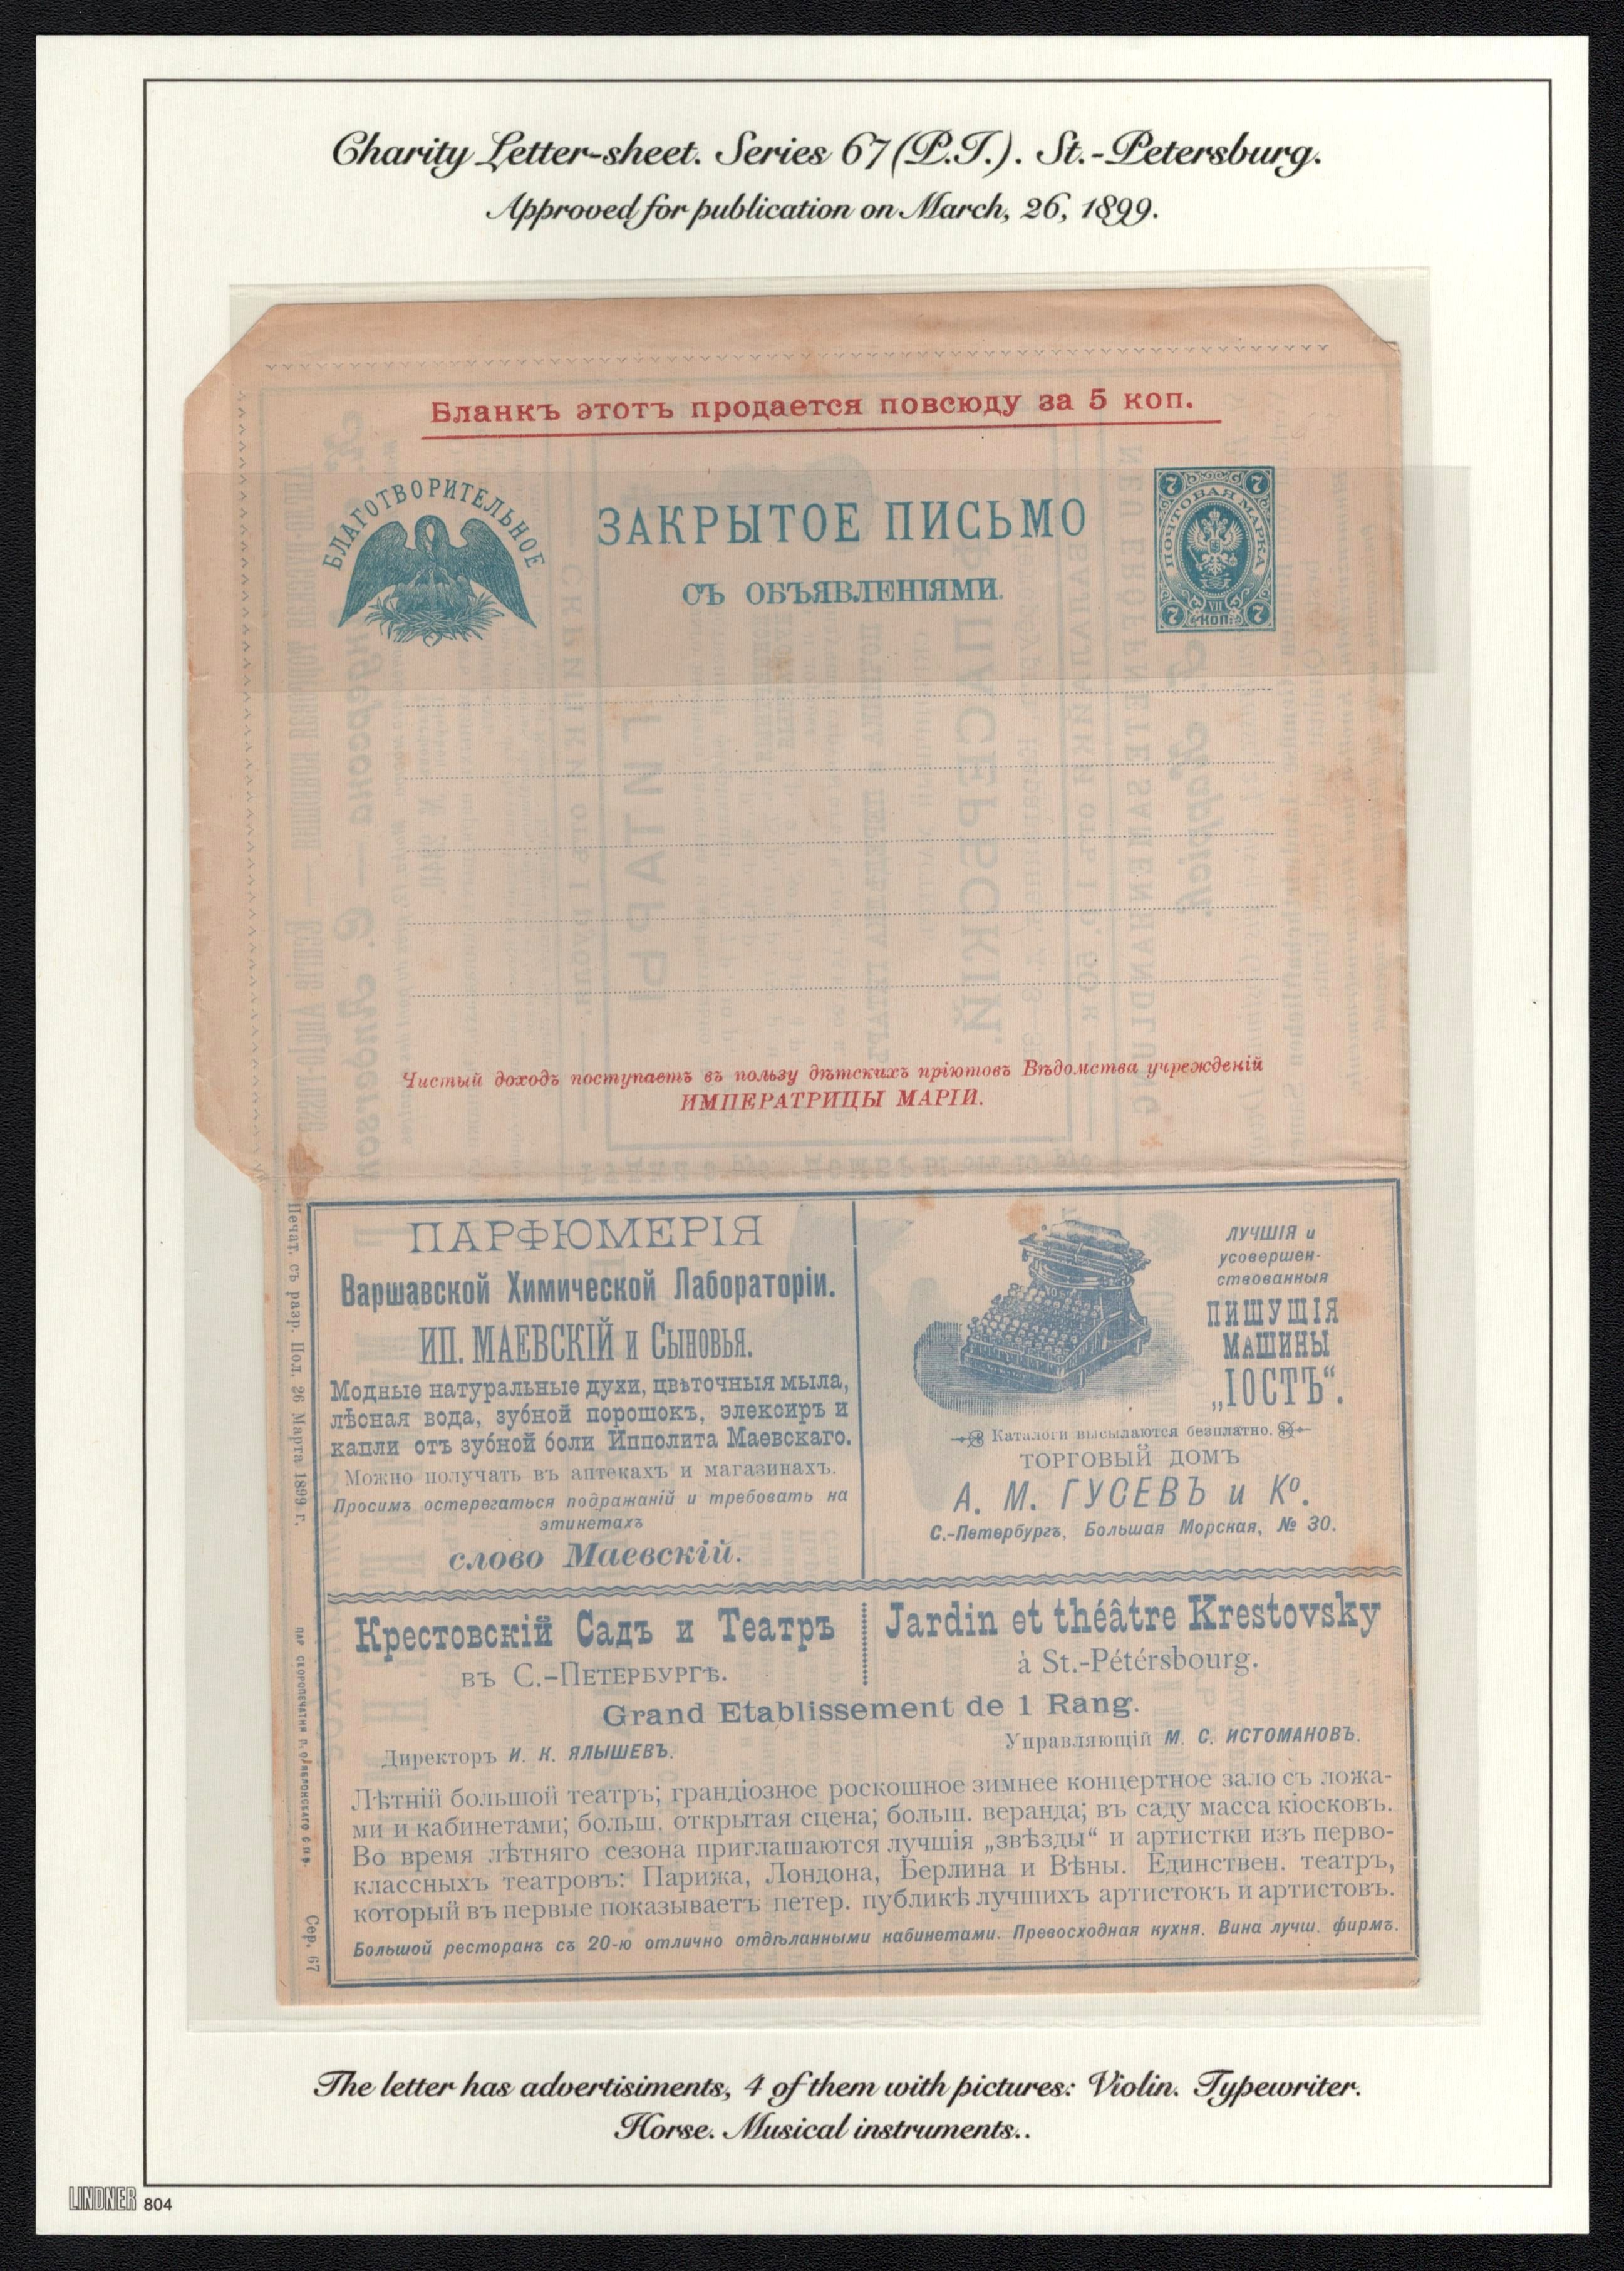 Charity Letter-sheet. Series 67 (P.T.). St.-Petersburg.
Approved for publication on March, 26, 1899.
Бланкъ этотъ продается повсюду за 5 коп.
БЛАГОТВОРИТЕЛЬНОЕ
ЗАКРЫТОЕ ПИСЬМО
СЪ ОБЪЯВЛЕНІЯМИ.
7 7
ПОЧТОВАЯ МАРКА
VII
7 КОП. 7
Чистый доходъ поступаетъ въ пользу дѣтскихъ пріютовъ Вѣдомства учрежденій
ИМПЕРАТРИЦЫ МАРІИ.
Печат. съ разр. Пол. 26 Марта 1899 г.
Сер. 67
ПАРФЮМЕРІЯ
Варшавской Химической Лабораторіи.
ИП. МАЕВСКІЙ и Сыновья.
Модные натуральные духи, цвѣточныя мыла,
лѣсная вода, зубной порошокъ, элексиръ и
капли отъ зубной боли Ипполита Маевскаго.
Можно получать въ аптекахъ и магазинахъ.
Просимъ остерегаться подражаній и требовать на
этикетахъ
слово Маевскій.
ЛУЧШІЯ и
усовершен-
ствованныя
ПИШУЩІЯ
МАШИНЫ
„ІОСТЪ“.
Каталоги высылаются безплатно.
ТОРГОВЫЙ ДОМЪ
А. М. ГУСЕВЪ и Ко.
С.-Петербургъ, Большая Морская, № 30.
Крестовскій Садъ и Театръ
въ С.-Петербургѣ.
Jardin et théâtre Krestovsky
à St.-Pétérsbourg.
Grand Etablissement de 1 Rang.
Директоръ И. К. ЯЛЫШЕВЪ.
Управляющій М. С. ИСТОМАНОВЪ.
Лѣтній большой театръ; грандіозное роскошное зимнее концертное зало съ ложа-
ми и кабинетами; больш. открытая сцена; больш. веранда; въ саду масса кіосковъ.
Во время лѣтняго сезона приглашаются лучшія „звѣзды“ и артистки изъ перво-
классныхъ театровъ: Парижа, Лондона, Берлина и Вѣны. Единствен. театръ,
который въ первые показываетъ петер. публикѣ лучшихъ артистокъ и артистовъ.
Большой ресторанъ съ 20-ю отлично отдѣланными кабинетами. Превосходная кухня. Вина лучш. фирмъ.
The letter has advertisiments, 4 of them with pictures: Violin. Typewriter.
Horse. Musical instruments..
LINDNER 804